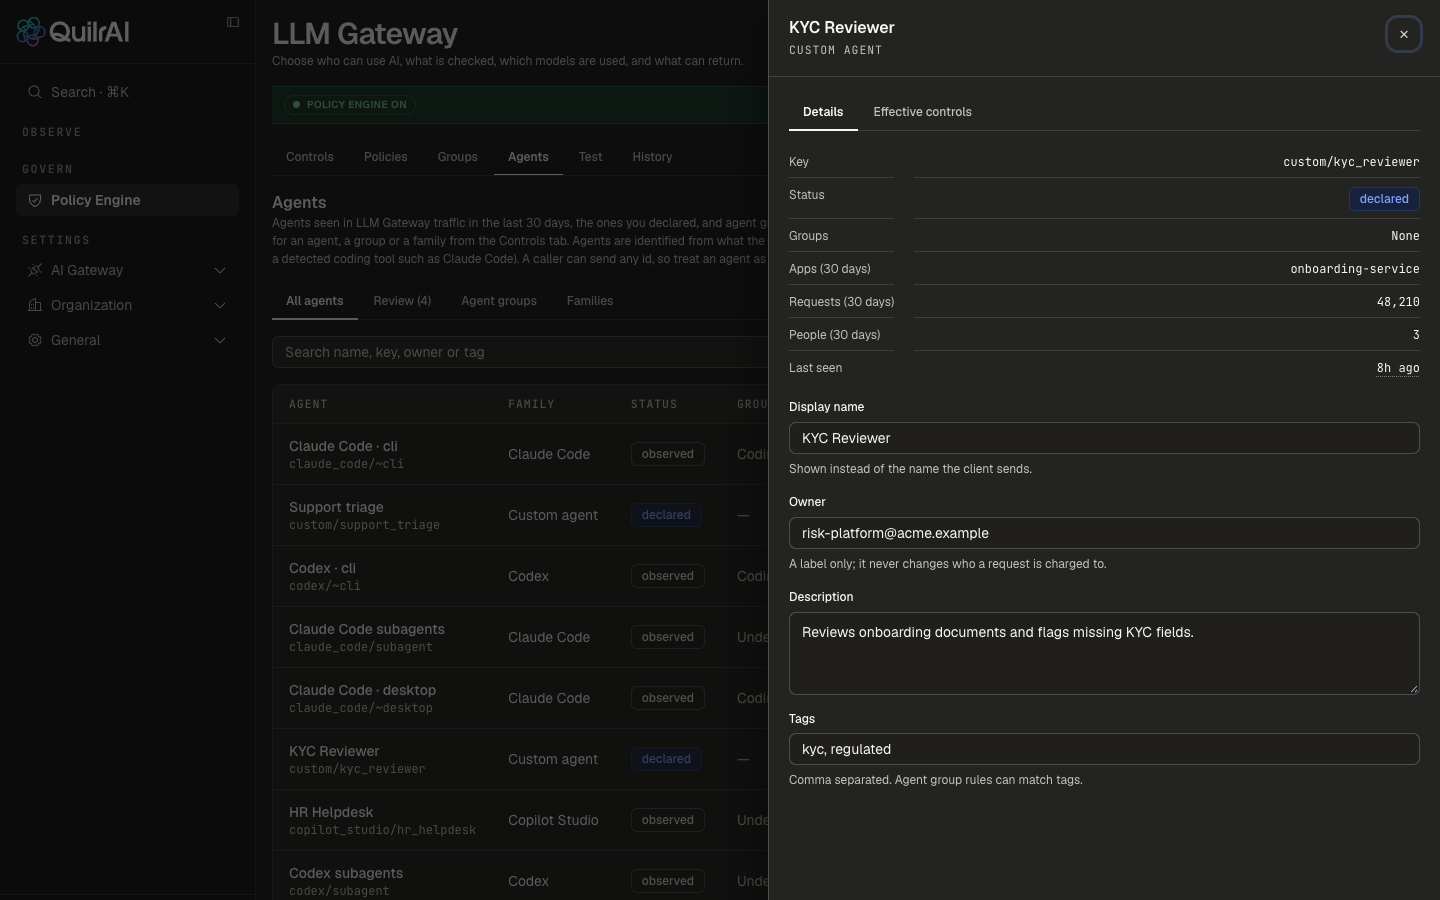 QuilrAI
Search · ⌘K
OBSERVE
GOVERN
Policy Engine
SETTINGS
AI Gateway
Organization
General
LLM Gateway
Choose who can use AI, what is checked, which models are used, and what can return.
POLICY ENGINE ON
Controls Policies Groups Agents Test History
Agents
Agents seen in LLM Gateway traffic in the last 30 days, the ones you declared, and agent g
for an agent, a group or a family from the Controls tab. Agents are identified from what the
a detected coding tool such as Claude Code). A caller can send any id, so treat an agent as
All agents Review (4) Agent groups Families
Search name, key, owner or tag
AGENT FAMILY STATUS GROU
Claude Code · cli
claude_code/~cli
Claude Code observed Codi
Support triage
custom/support_triage
Custom agent declared —
Codex · cli
codex/~cli
Codex observed Codi
Claude Code subagents
claude_code/subagent
Claude Code observed Unde
Claude Code · desktop
claude_code/~desktop
Claude Code observed Codi
KYC Reviewer
custom/kyc_reviewer
Custom agent declared —
HR Helpdesk
copilot_studio/hr_helpdesk
Copilot Studio observed Unde
Codex subagents
codex/subagent
Codex observed Unde
KYC Reviewer
CUSTOM AGENT
×
Details Effective controls
Key custom/kyc_reviewer
Status declared
Groups None
Apps (30 days) onboarding-service
Requests (30 days) 48,210
People (30 days) 3
Last seen 8h ago
Display name
KYC Reviewer
Shown instead of the name the client sends.
Owner
risk-platform@acme.example
A label only; it never changes who a request is charged to.
Description
Reviews onboarding documents and flags missing KYC fields.
Tags
kyc, regulated
Comma separated. Agent group rules can match tags.